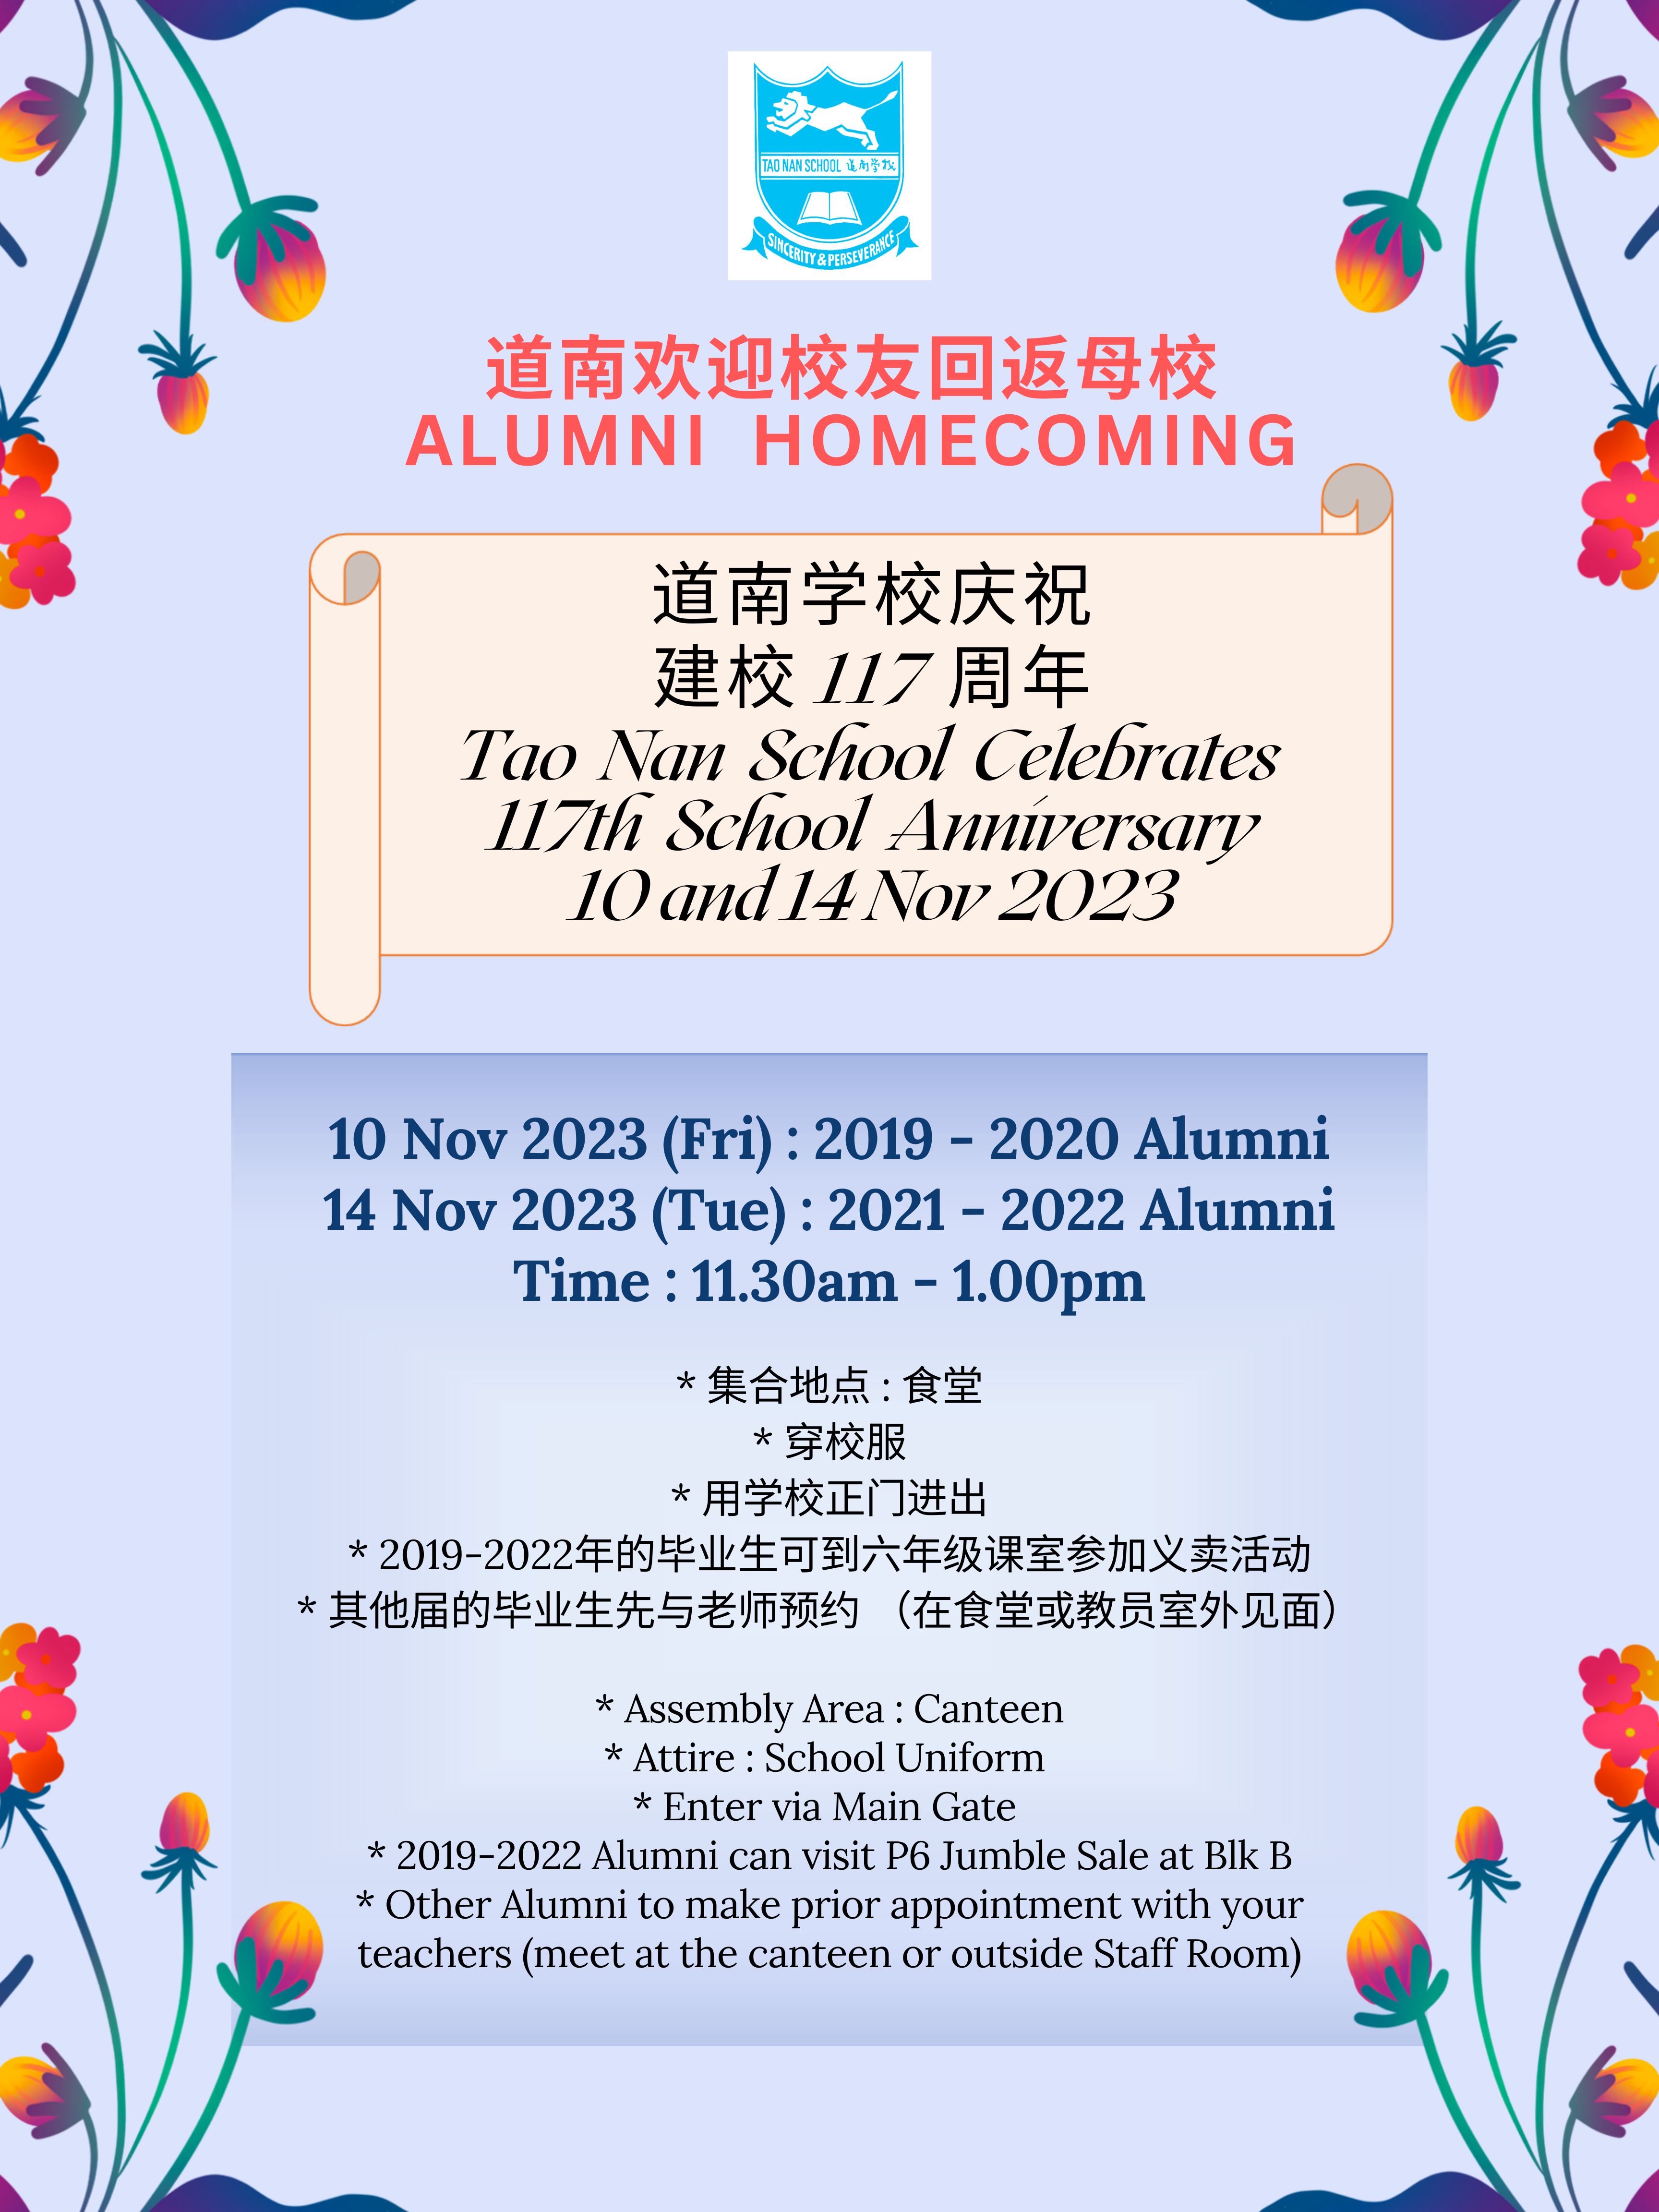 TAO NAN SCHOOL 道南学校
SINCERITY & PERSEVERANCE
道南欢迎校友回返母校
ALUMNI HOMECOMING
道南学校庆祝
建校 117 周年
Tao Nan School Celebrates
117th School Anniversary
10 and 14 Nov 2023
10 Nov 2023 (Fri) : 2019 - 2020 Alumni
14 Nov 2023 (Tue) : 2021 - 2022 Alumni
Time : 11.30am - 1.00pm
* 集合地点 : 食堂
* 穿校服
* 用学校正门进出
* 2019-2022年的毕业生可到六年级课室参加义卖活动
* 其他届的毕业生先与老师预约 （在食堂或教员室外见面）
* Assembly Area : Canteen
* Attire : School Uniform
* Enter via Main Gate
* 2019-2022 Alumni can visit P6 Jumble Sale at Blk B
* Other Alumni to make prior appointment with your
teachers (meet at the canteen or outside Staff Room)